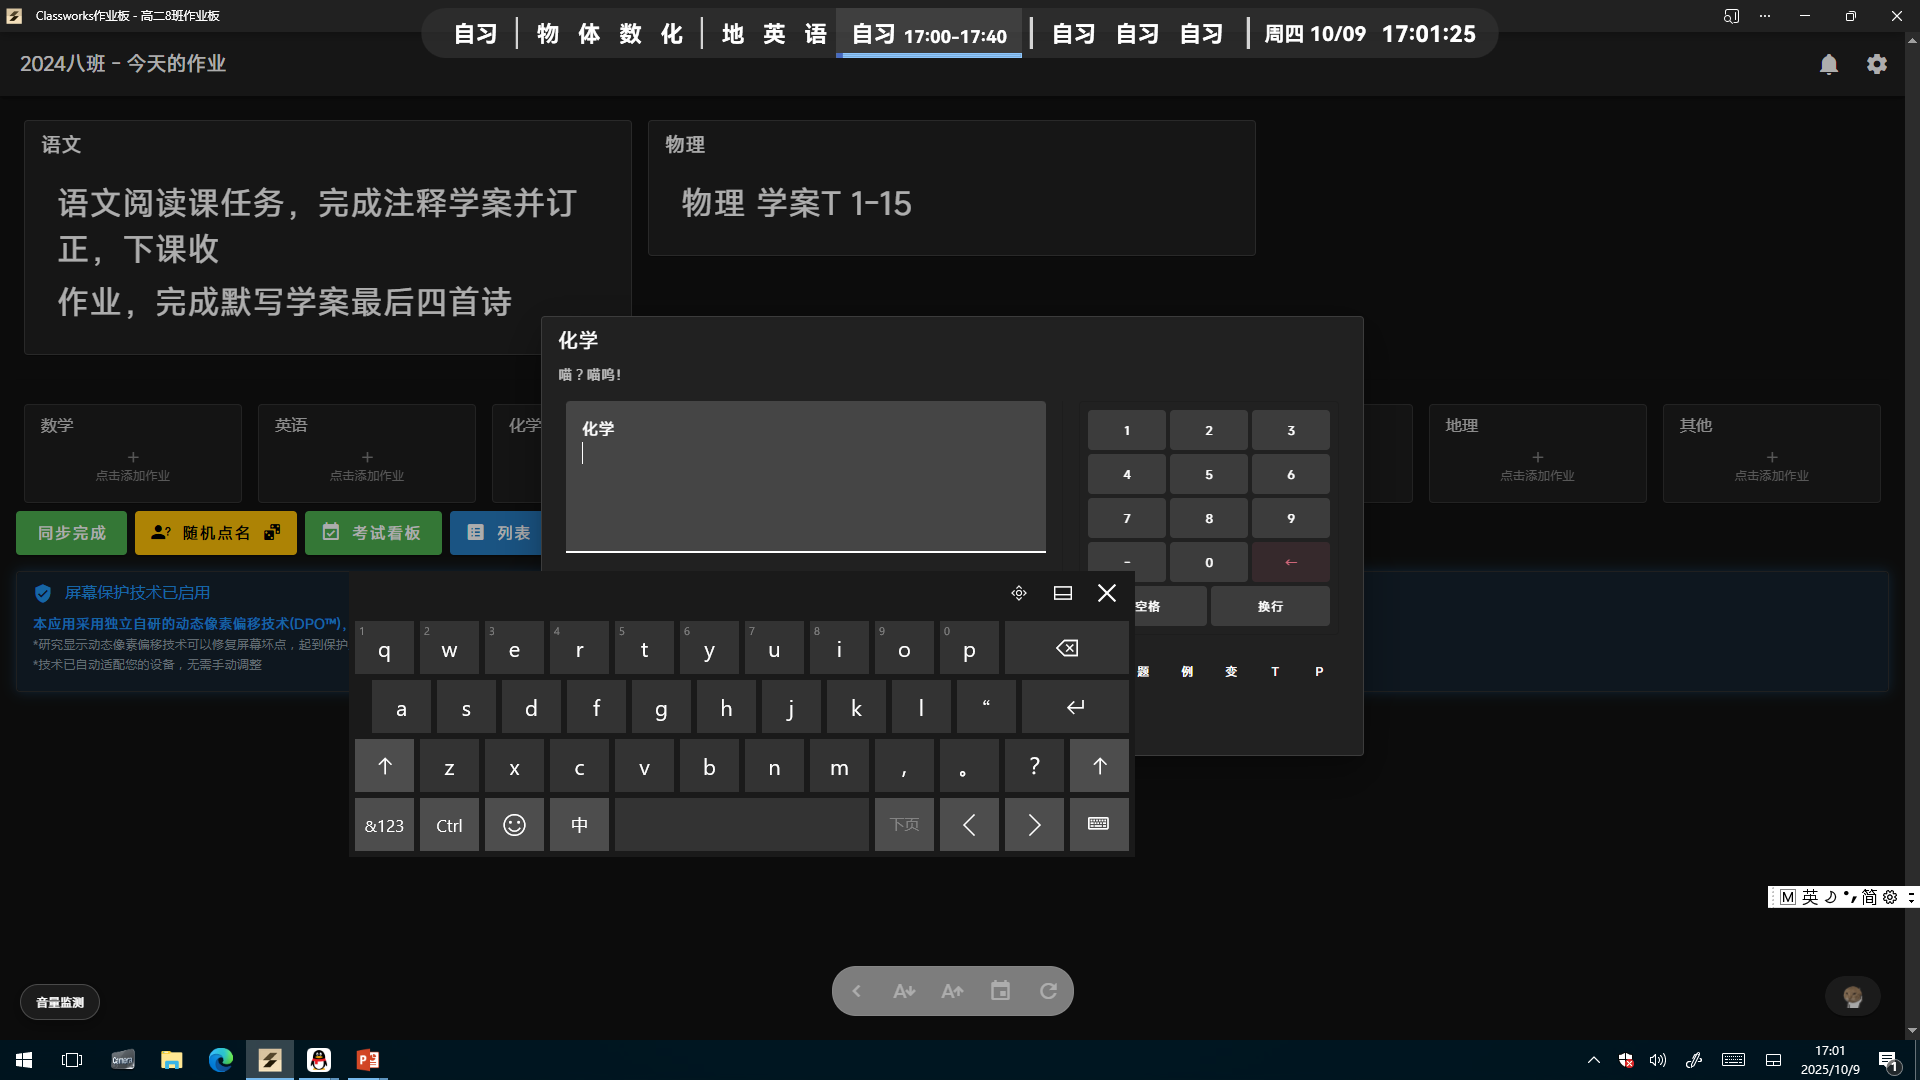 Classworks作业板 - 高二8班作业板
自习 物 体 数 化 地 英 语 自习 17:00-17:40 自习 自习 自习 周四 10/09 17:01:25
2024八班 - 今天的作业
语文
语文阅读课任务，完成注释学案并订
正，下课收
作业，完成默写学案最后四首诗
物理
物理 学案T 1-15
化学
喵？喵呜！
化学
1 2 3
4 5 6
7 8 9
- 0 ←
空格 换行
题 例 变 T P
数学
点击添加作业
英语
点击添加作业
化学
地理
点击添加作业
其他
点击添加作业
同步完成 随机点名 考试看板 列表
屏幕保护技术已启用
本应用采用独立自研的动态像素偏移技术(DPO™)，
*研究显示动态像素偏移技术可以修复屏幕坏点，起到保护
*技术已自动适配您的设备，无需手动调整
1 2 3 4 5 6 7 8 9 0
q w e r t y u i o p
a s d f g h j k l “
z x c v b n m , 。 ?
&123 Ctrl 中 下页
M 英 简
音量监测
A A
camera
17:01
2025/10/9
1